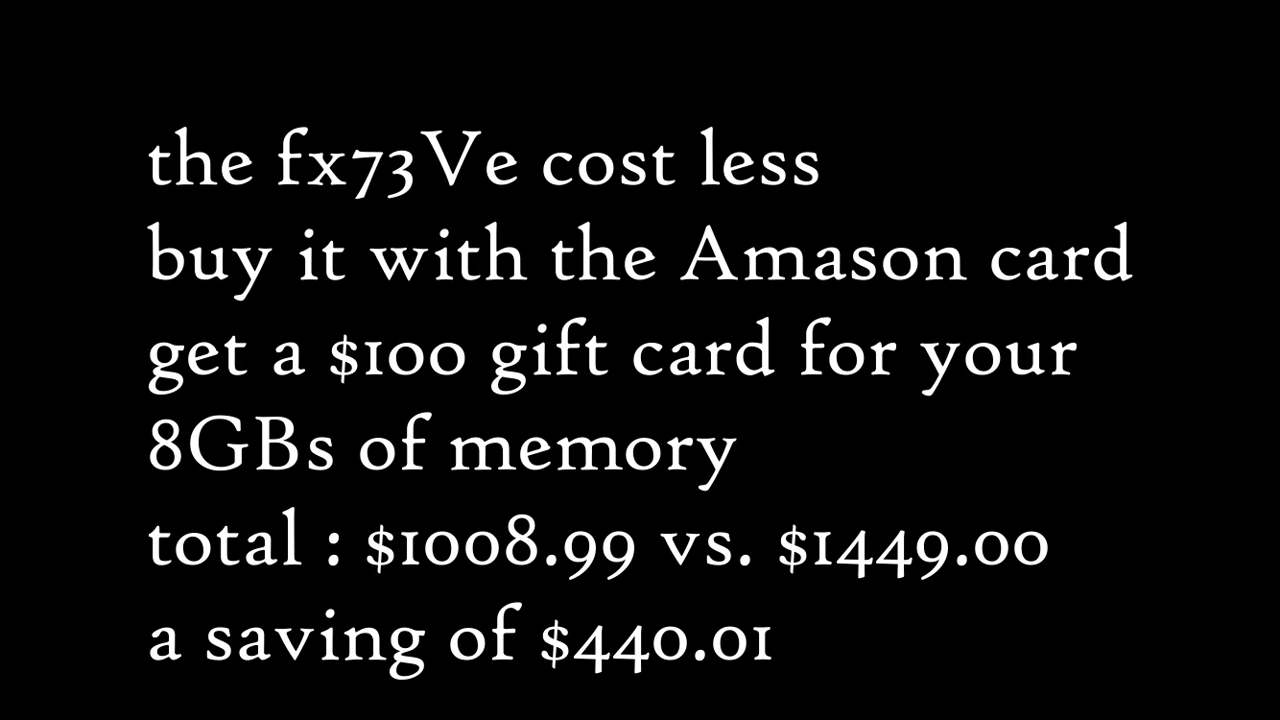 the fx73Ve cost less
buy it with the Amason card
get a $100 gift card for your
8GBs of memory
total : $1008.99 vs. $1449.00
a saving of $440.01